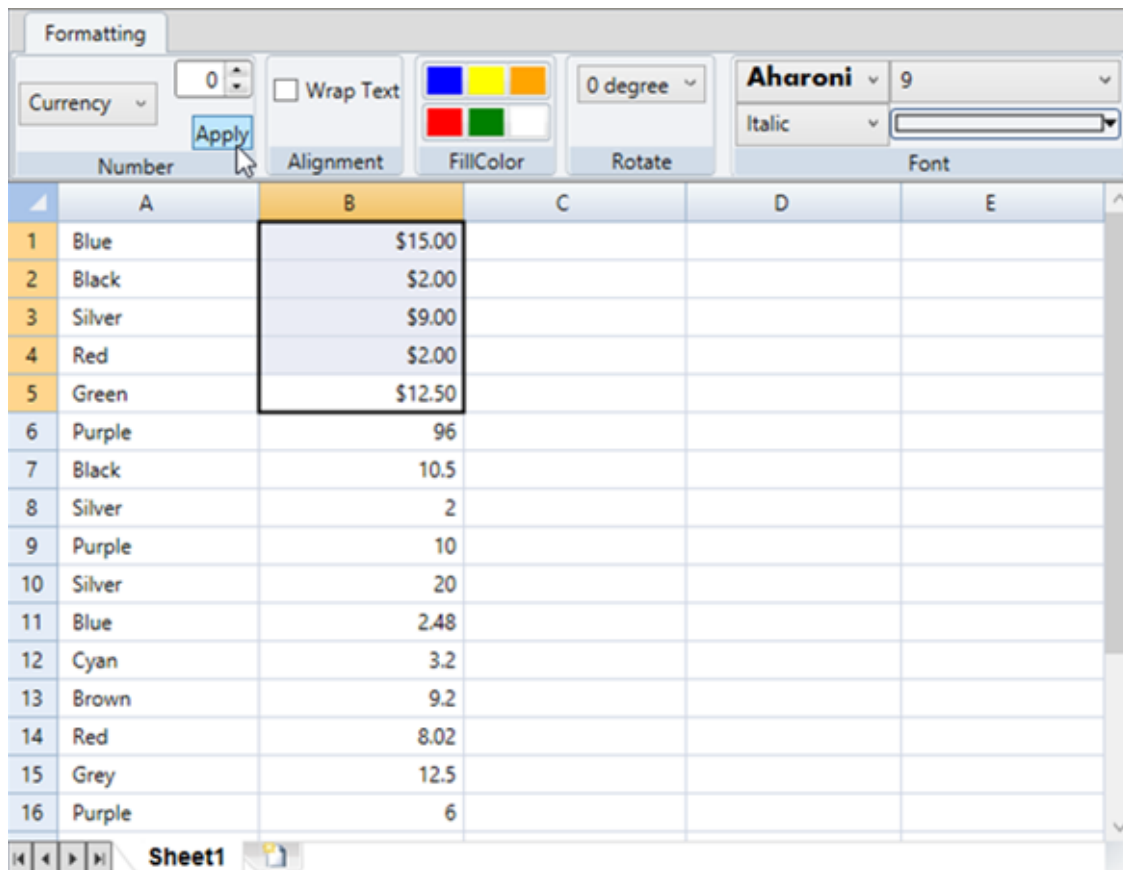 Formatting
Currency 0 Apply
Number
Wrap Text
Alignment
FillColor
0 degree
Rotate
Aharoni 9
Italic
Font
A B C D E
1 Blue $15.00
2 Black $2.00
3 Silver $9.00
4 Red $2.00
5 Green $12.50
6 Purple 96
7 Black 10.5
8 Silver 2
9 Purple 10
10 Silver 20
11 Blue 2.48
12 Cyan 3.2
13 Brown 9.2
14 Red 8.02
15 Grey 12.5
16 Purple 6
Sheet1